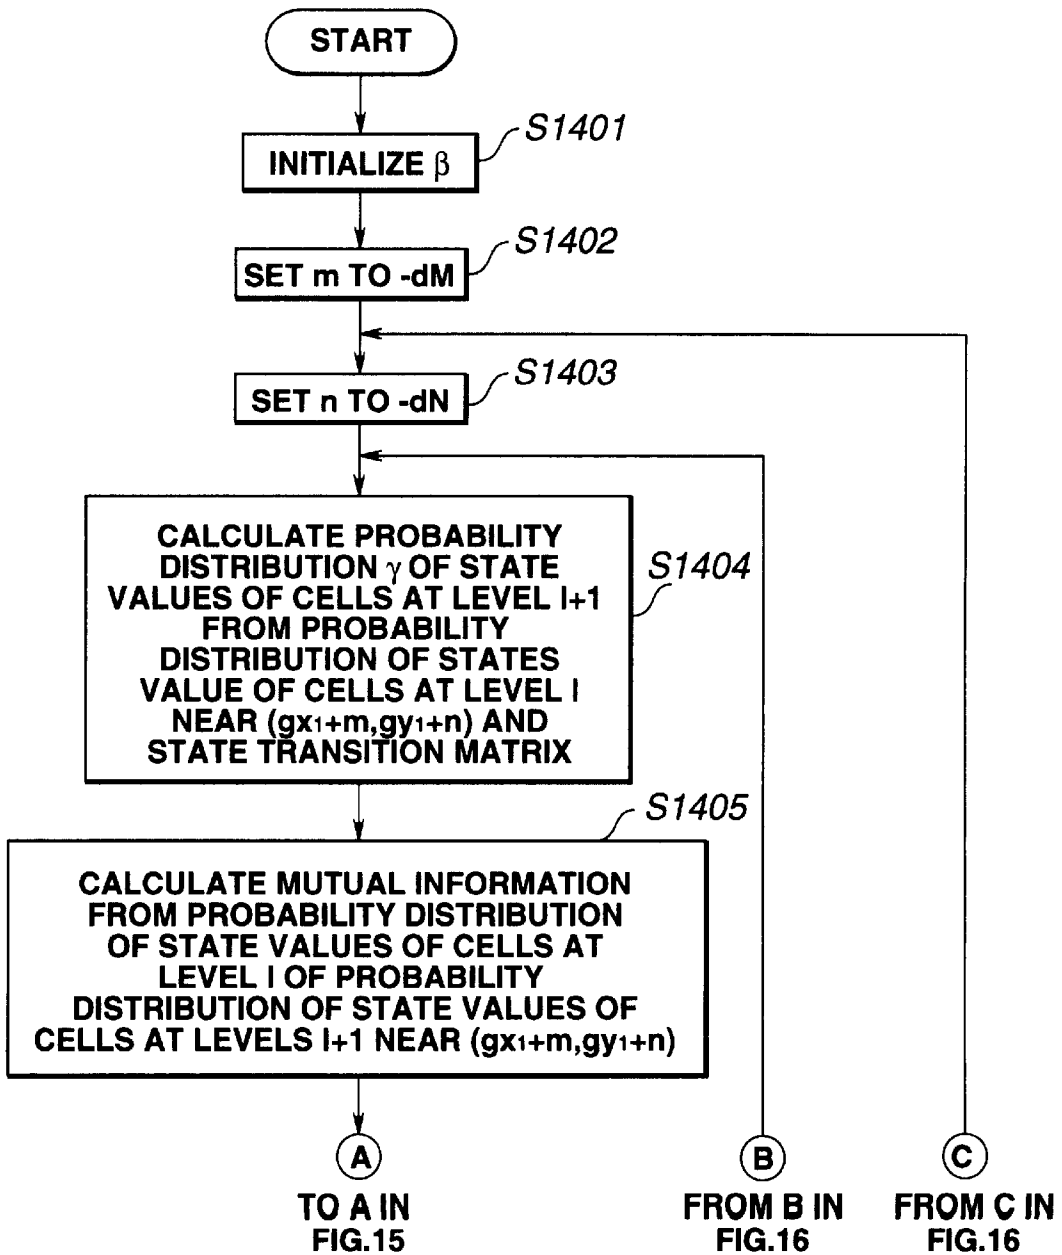 START
S1401
INITIALIZE β
S1402
SET m TO -dM
S1403
SET n TO -dN
CALCULATE PROBABILITY
DISTRIBUTION γ OF STATE
VALUES OF CELLS AT LEVEL l+1
FROM PROBABILITY
DISTRIBUTION OF STATES
VALUE OF CELLS AT LEVEL l
NEAR (gx1+m,gy1+n) AND
STATE TRANSITION MATRIX
S1404
S1405
CALCULATE MUTUAL INFORMATION
FROM PROBABILITY DISTRIBUTION
OF STATE VALUES OF CELLS AT
LEVEL l OF PROBABILITY
DISTRIBUTION OF STATE VALUES OF
CELLS AT LEVELS l+1 NEAR (gx1+m,gy1+n)
A
TO A IN
FIG.15
B
FROM B IN
FIG.16
C
FROM C IN
FIG.16